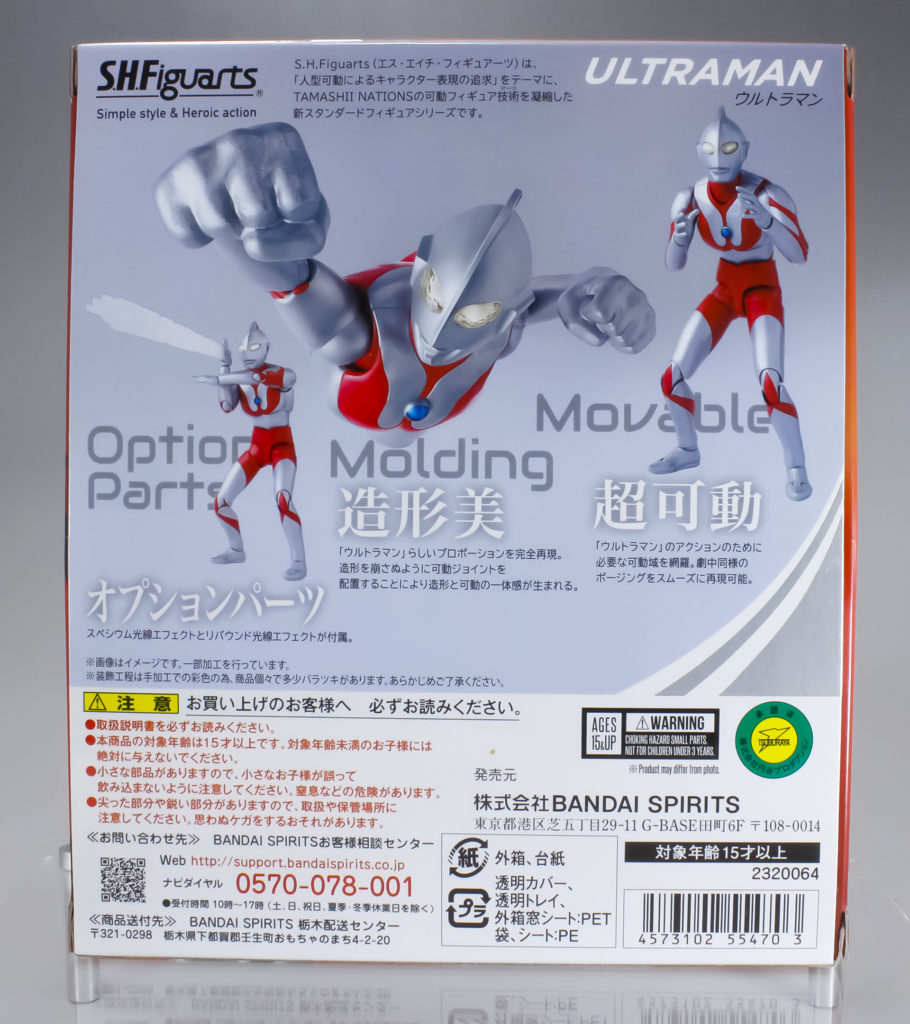 S.H.Figuarts®
Simple style & Heroic action
S.H.Figuarts（エス・エイチ・フィギュアーツ）は、
「人型可動によるキャラクター表現の追求」をテーマに、
TAMASHII NATIONSの可動フィギュア技術を凝縮した
新スタンダードフィギュアシリーズです。
ULTRAMAN
ウルトラマン
Movable
超可動
「ウルトラマン」のアクションのために
必要な可動域を網羅。劇中同様の
ポージングをスムーズに再現可能。
Molding
造形美
「ウルトラマン」らしいプロポーションを完全再現。
造形を崩さぬように可動ジョイントを
配置することにより造形と可動の一体感が生まれる。
Option
Parts
オプションパーツ
スペシウム光線エフェクトとリバウンド光線エフェクトが付属。
※画像はイメージです。一部加工を行っています。
※装飾工程は手加工での彩色の為、商品個々で多少バラツキがあります。あらかじめご了承ください。
注意 お買い上げのお客様へ 必ずお読みください。
●取扱説明書を必ずお読みください。
●本商品の対象年齢は15才以上です。対象年齢未満のお子様には
絶対に与えないでください。
●小さな部品がありますので、小さなお子様が誤って
飲み込まないように注意してください。窒息などの危険があります。
●尖った部分や鋭い部分がありますので、取扱や保管場所に
注意してください。思わぬケガをするおそれがあります。
≪お問い合わせ先≫ BANDAI SPIRITSお客様相談センター
Web http://support.bandaispirits.co.jp
ナビダイヤル 0570-078-001
●受付時間 10時〜17時（土、日、祝日、夏季・冬季休業日を除く）
≪商品送付先≫ BANDAI SPIRITS 栃木配送センター
〒321-0298 栃木県下都賀郡壬生町おもちゃのまち4-2-20
AGES
15&UP
WARNING
CHOKING HAZARD SMALL PARTS.
NOT FOR CHILDREN UNDER 3 YEARS.
※Product may differ from photo.
TSUBURAYA
株式会社円谷プロダクション
発売元
株式会社BANDAI SPIRITS
東京都港区芝五丁目29-11 G-BASE田町6F 〒108-0014
紙
外箱、台紙
プラ
透明カバー、
透明トレイ、
外箱窓シート:PET
袋、シート:PE
対象年齢15才以上
2320064
4573102 55470 3